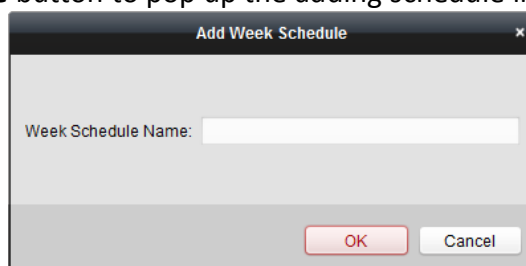 button to pop up the adding schedule
Add Week Schedule ×
Week Schedule Name:
OK Cancel